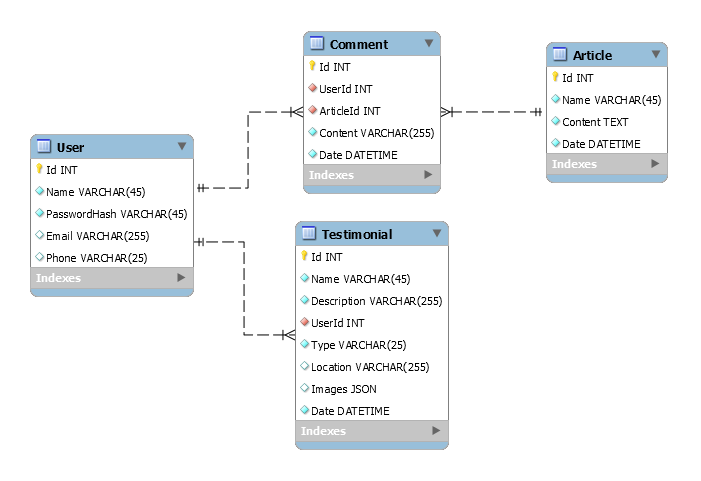 Comment
Id INT
UserId INT
ArticleId INT
Content VARCHAR(255)
Date DATETIME
Indexes
Article
Id INT
Name VARCHAR(45)
Content TEXT
Date DATETIME
Indexes
User
Id INT
Name VARCHAR(45)
PasswordHash VARCHAR(45)
Email VARCHAR(255)
Phone VARCHAR(25)
Indexes
Testimonial
Id INT
Name VARCHAR(45)
Description VARCHAR(255)
UserId INT
Type VARCHAR(25)
Location VARCHAR(255)
Images JSON
Date DATETIME
Indexes